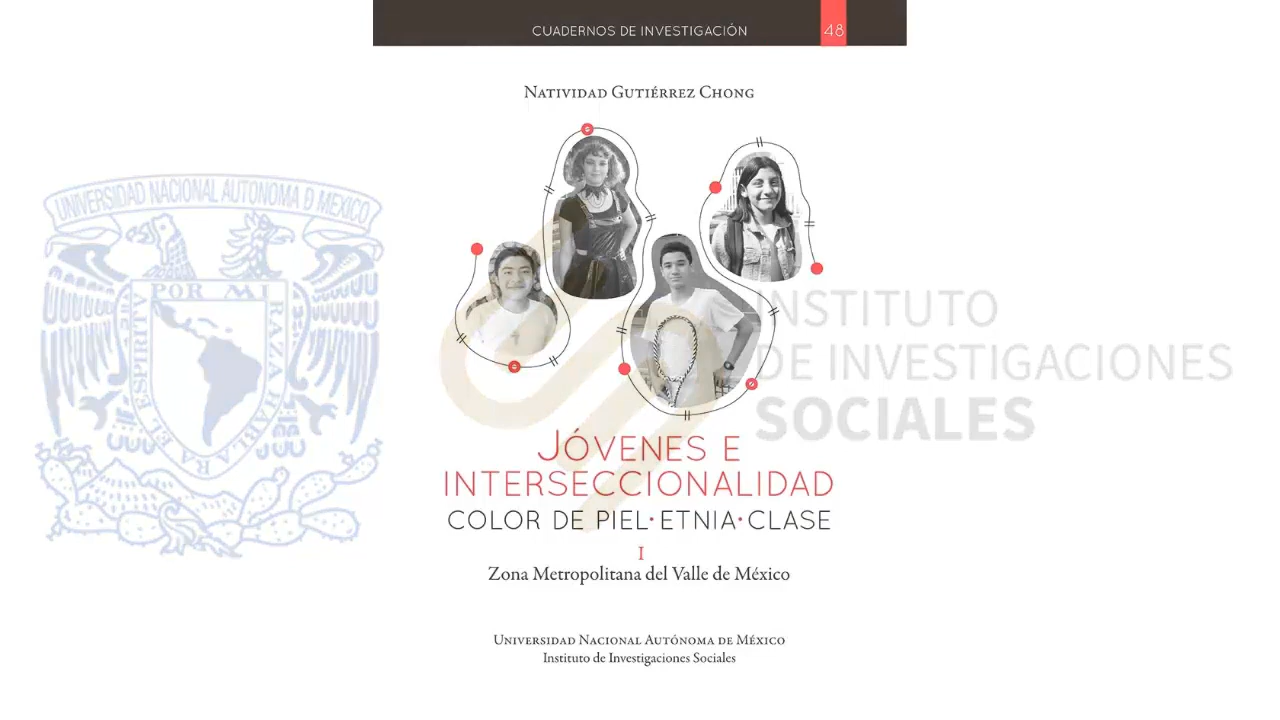 CUADERNOS DE INVESTIGACIÓN 48
NATIVIDAD GUTIÉRREZ CHONG
UNIVERSIDAD NACIONAL AUTONOMA D MEXICO
POR MI RAZA HABLARA
EL ESPIRITU
INSTITUTO
DE INVESTIGACIONES
SOCIALES
JÓVENES E
INTERSECCIONALIDAD
COLOR DE PIEL·ETNIA·CLASE
I
Zona Metropolitana del Valle de México
UNIVERSIDAD NACIONAL AUTÓNOMA DE MÉXICO
Instituto de Investigaciones Sociales